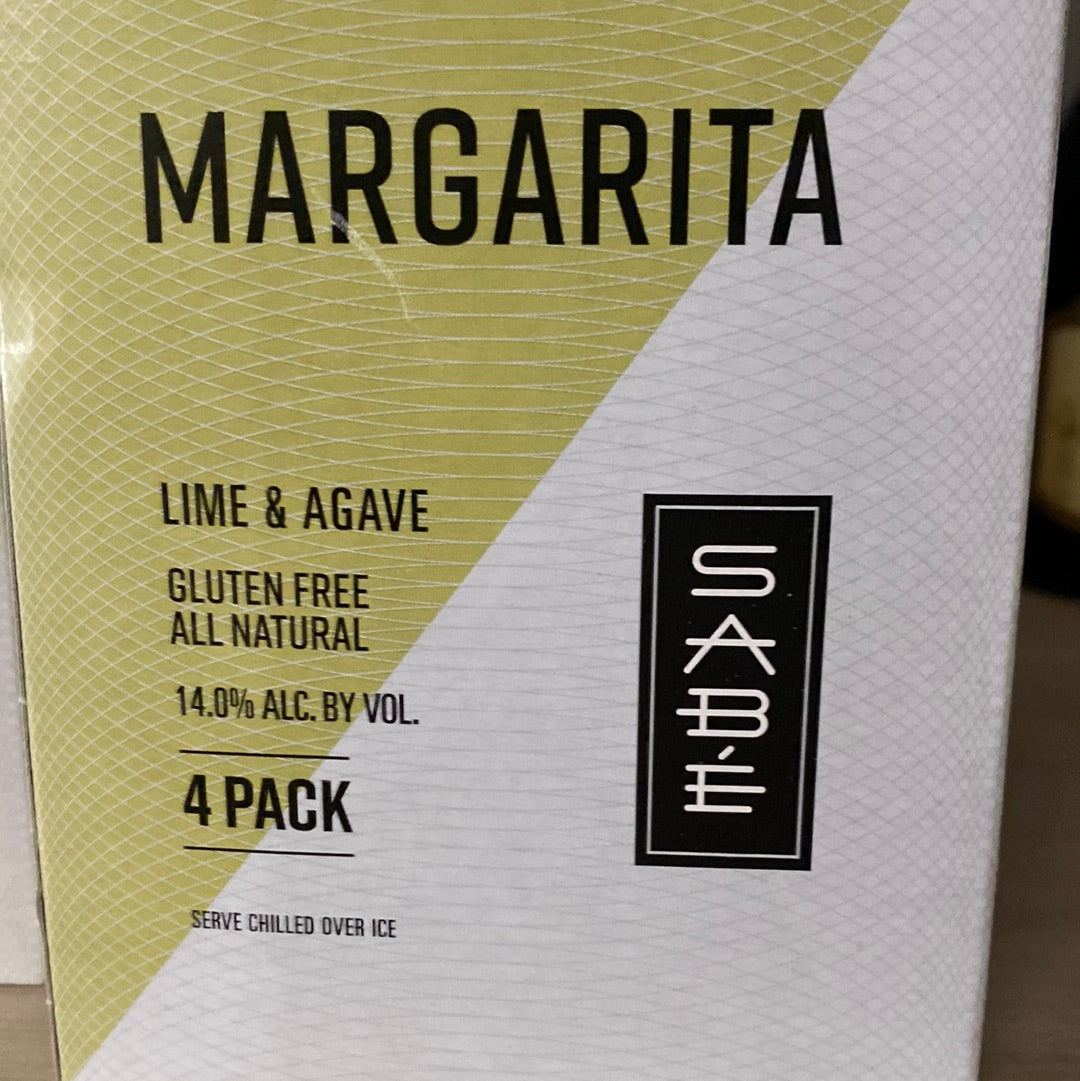 MARGARITA
LIME & AGAVE
GLUTEN FREE
ALL NATURAL
14.0% ALC. BY VOL.
4 PACK
SERVE CHILLED OVER ICE
SABÉ